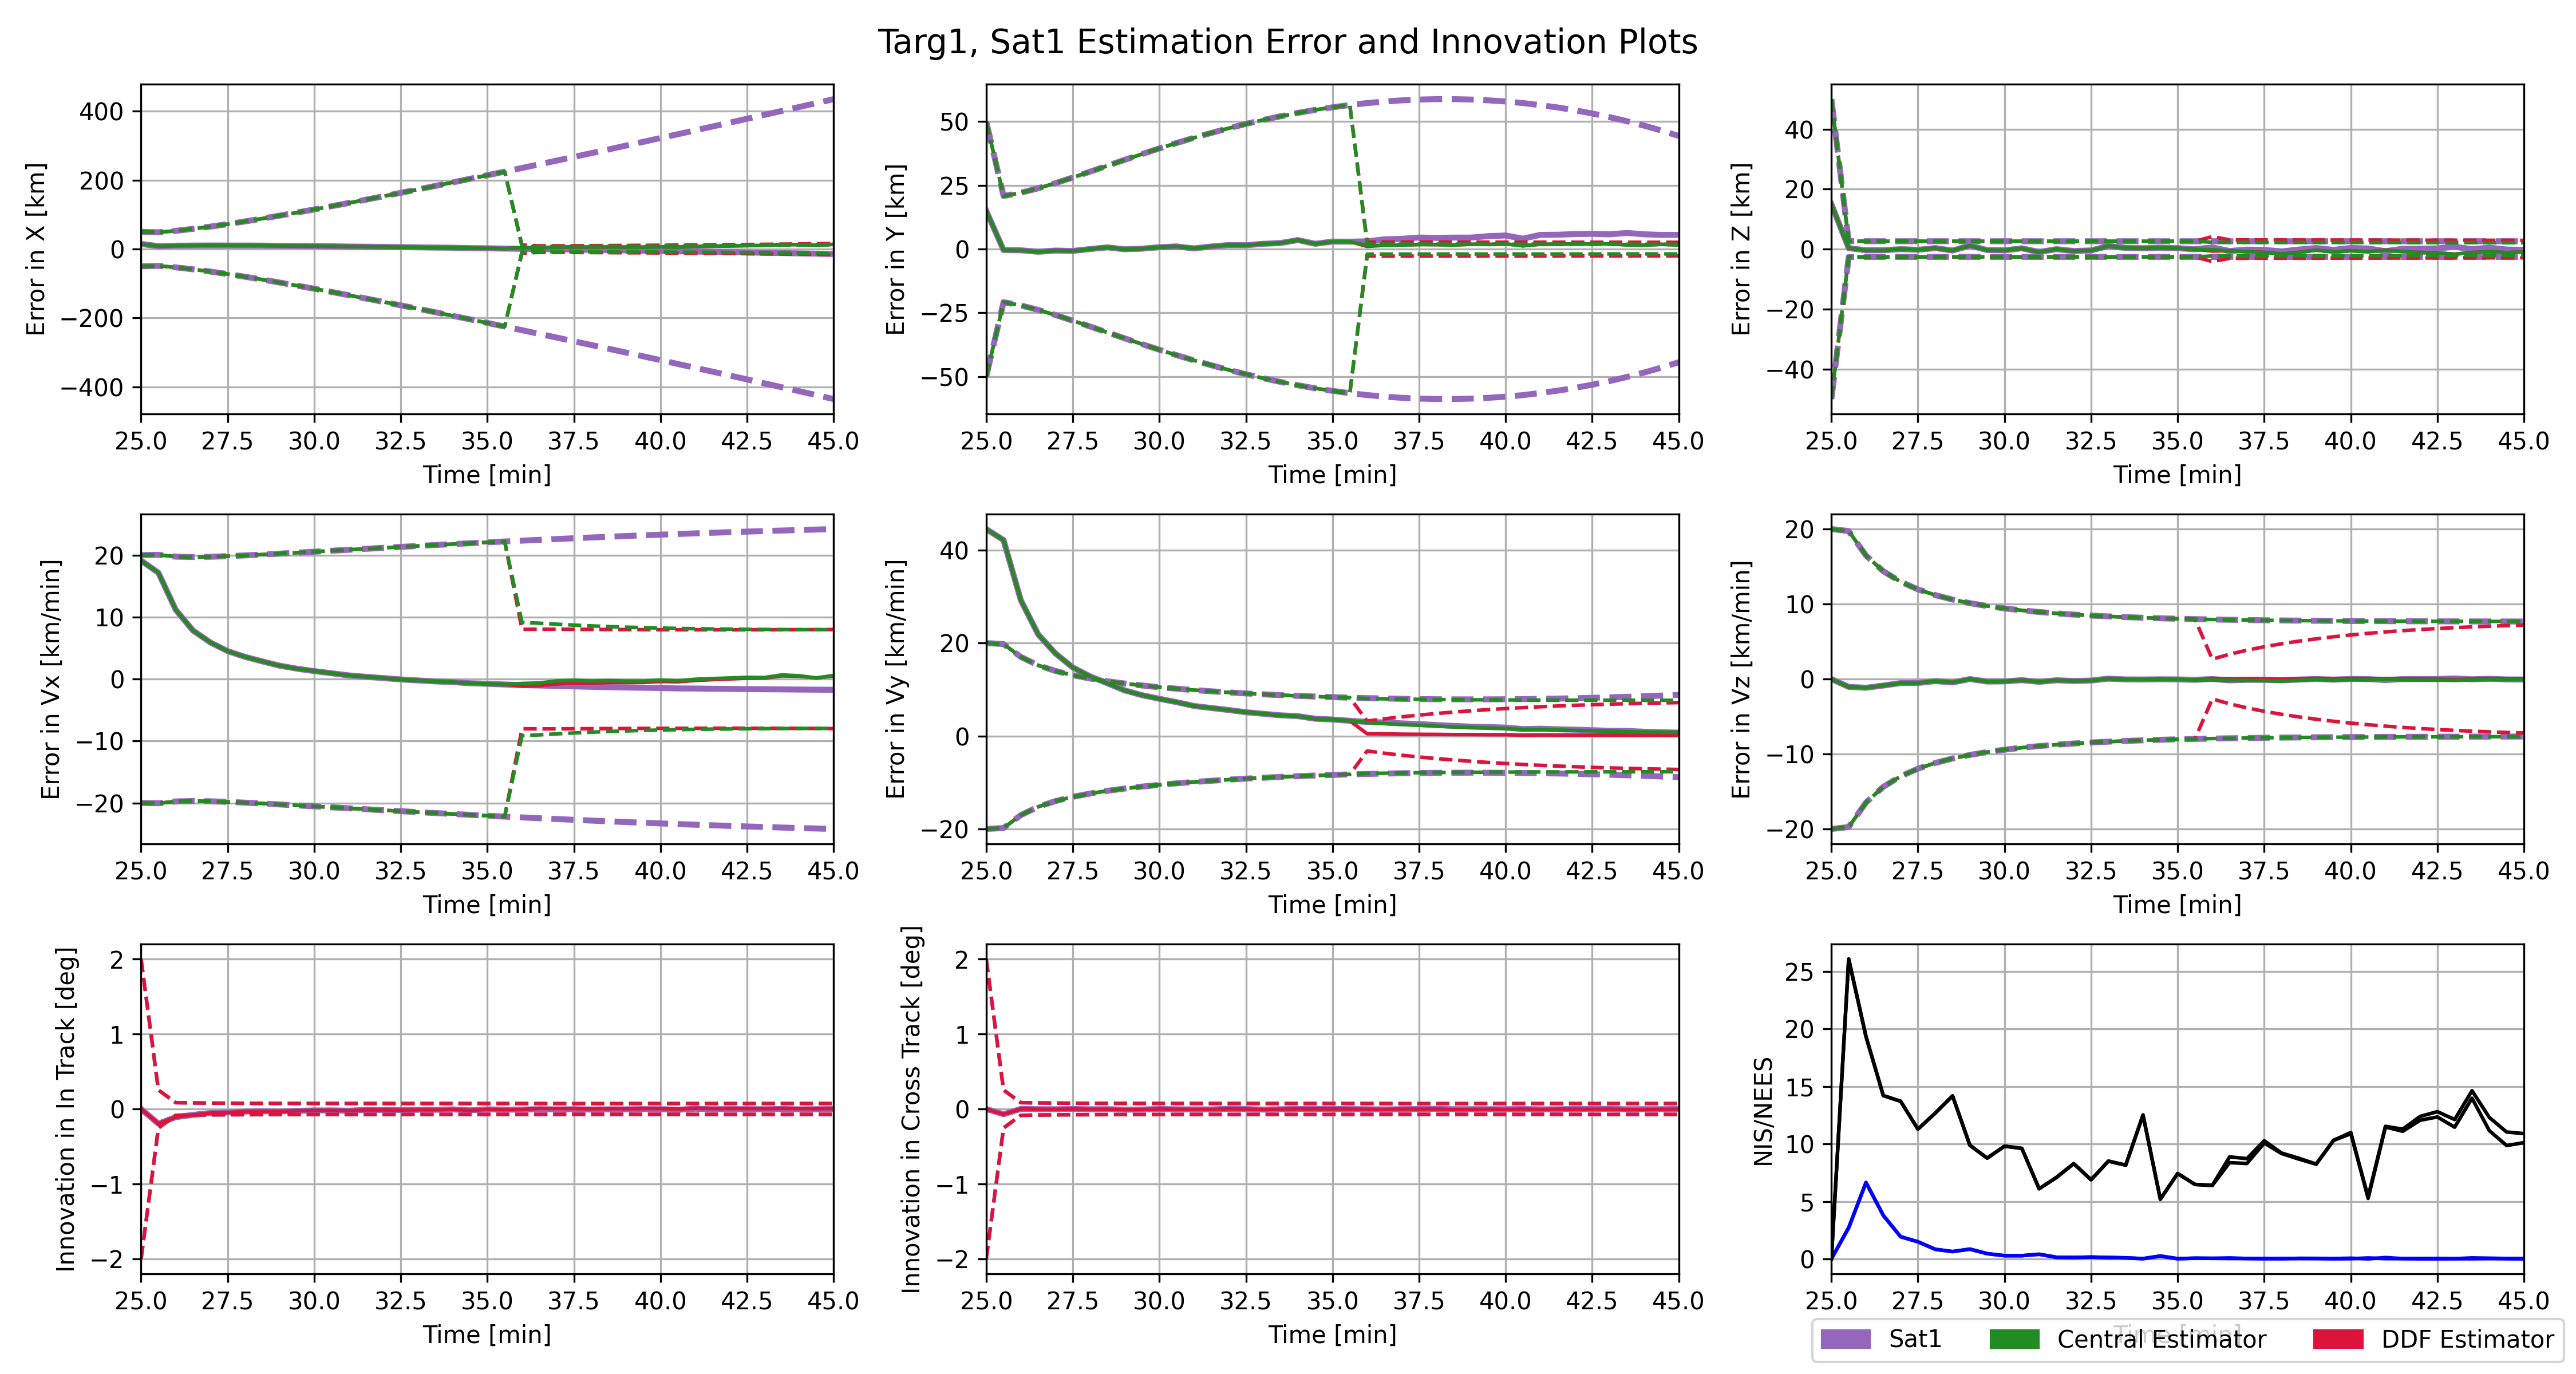 Targ1, Sat1 Estimation Error and Innovation Plots
Error in X [km]
400
200
0
−200
−400
25.0 27.5 30.0 32.5 35.0 37.5 40.0 42.5 45.0
Time [min]
Error in Y [km]
50
25
0
−25
−50
25.0 27.5 30.0 32.5 35.0 37.5 40.0 42.5 45.0
Time [min]
Error in Z [km]
40
20
0
−20
−40
25.0 27.5 30.0 32.5 35.0 37.5 40.0 42.5 45.0
Time [min]
Error in Vx [km/min]
20
10
0
−10
−20
25.0 27.5 30.0 32.5 35.0 37.5 40.0 42.5 45.0
Time [min]
Error in Vy [km/min]
40
20
0
−20
25.0 27.5 30.0 32.5 35.0 37.5 40.0 42.5 45.0
Time [min]
Error in Vz [km/min]
20
10
0
−10
−20
25.0 27.5 30.0 32.5 35.0 37.5 40.0 42.5 45.0
Time [min]
Innovation in In Track [deg]
2
1
0
−1
−2
25.0 27.5 30.0 32.5 35.0 37.5 40.0 42.5 45.0
Time [min]
Innovation in Cross Track [deg]
2
1
0
−1
−2
25.0 27.5 30.0 32.5 35.0 37.5 40.0 42.5 45.0
Time [min]
NIS/NEES
25
20
15
10
5
0
25.0 27.5 30.0 32.5 35.0 37.5 40.0 42.5 45.0
Time [min]
Sat1 Central Estimator DDF Estimator